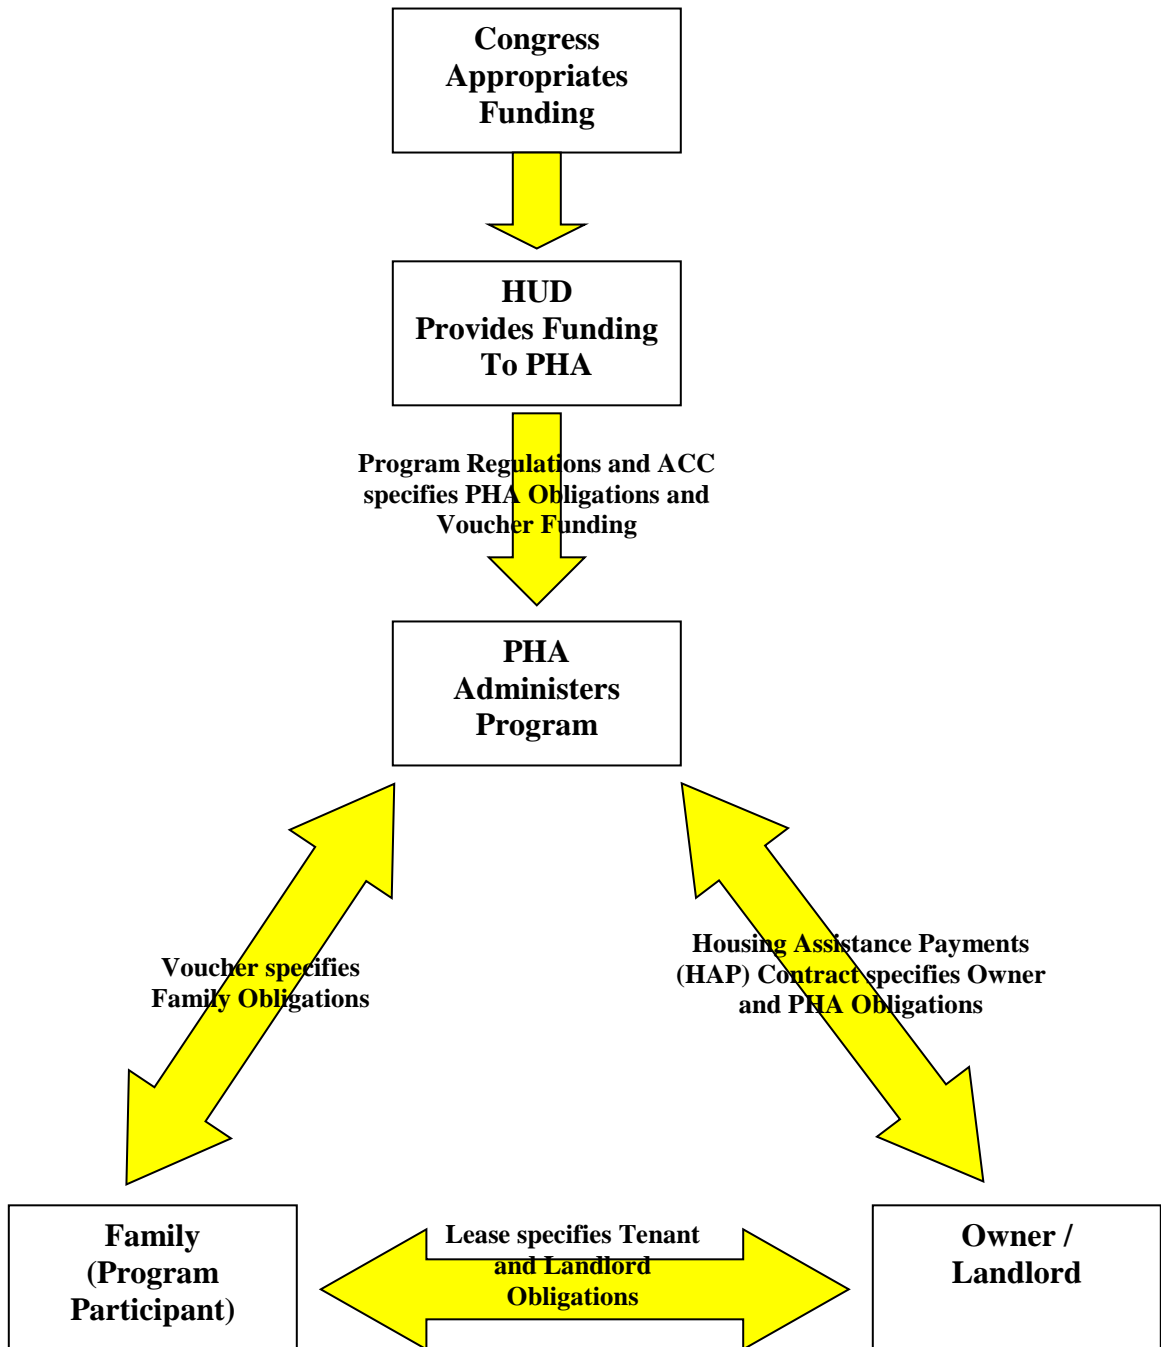 Congress
Appropriates
Funding
HUD
Provides Funding
To PHA
Program Regulations and ACC
specifies PHA Obligations and
Voucher Funding
PHA
Administers
Program
Voucher specifies
Family Obligations
Housing Assistance Payments
(HAP) Contract specifies Owner
and PHA Obligations
Family
(Program
Participant)
Lease specifies Tenant
and Landlord
Obligations
Owner /
Landlord